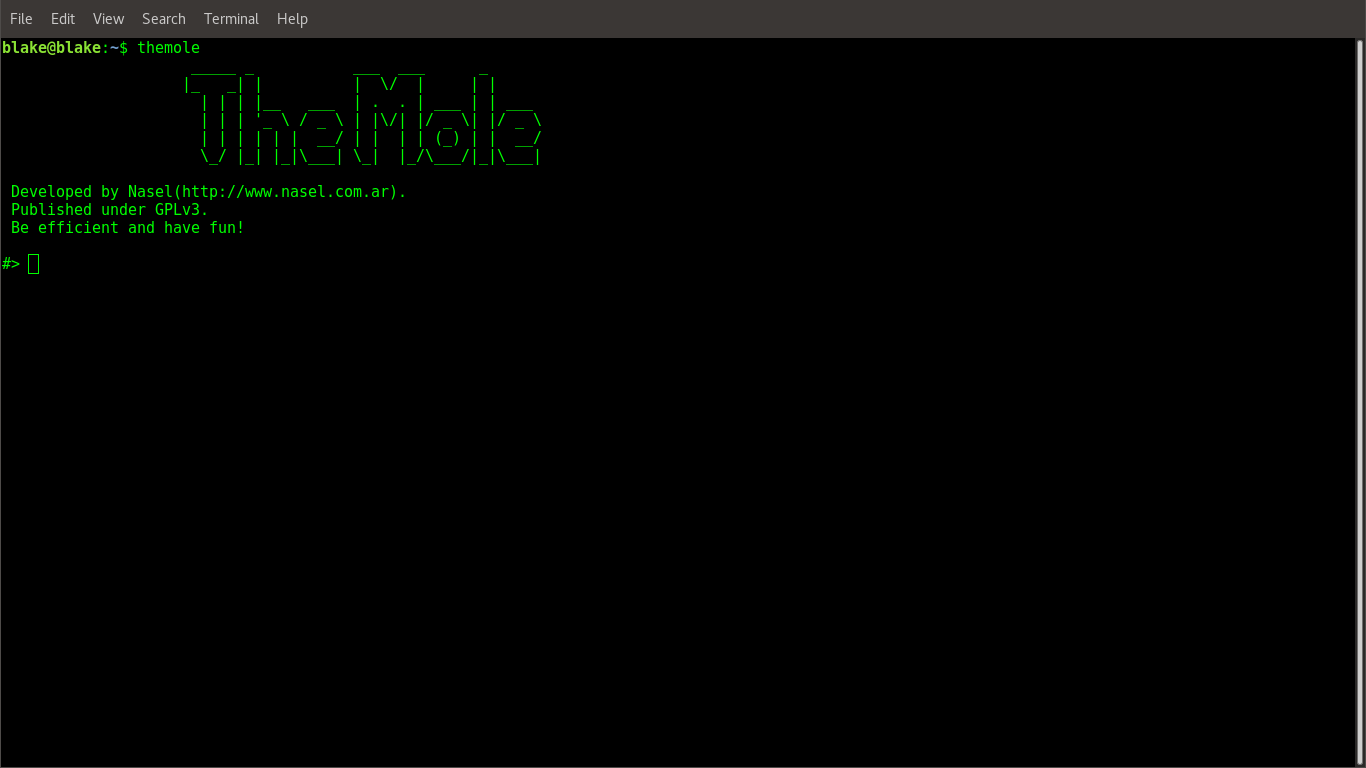 File Edit View Search Terminal Help
blake@blake:~$ themole
TheMole
Developed by Nasel(http://www.nasel.com.ar).
Published under GPLv3.
Be efficient and have fun!
#>